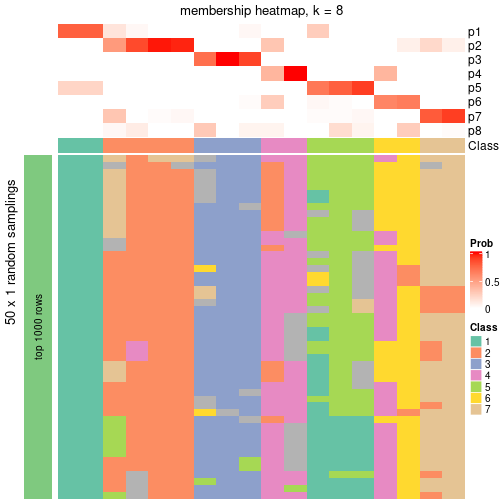 membership heatmap, k = 8
p1
p2
p3
p4
p5
p6
p7
p8
Class
50 x 1 random samplings
top 1000 rows
Prob
1
0.5
0
Class
1
2
3
4
5
6
7